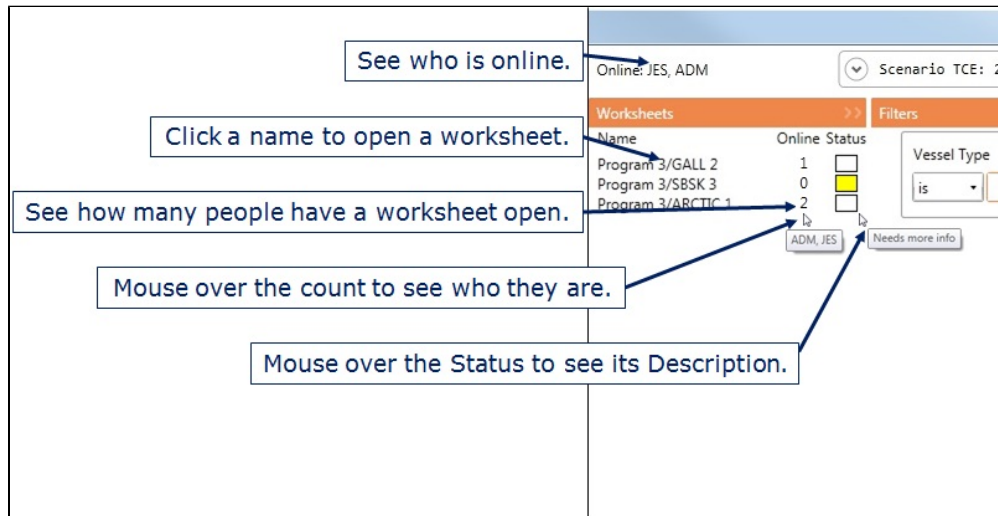 See who is online.
Online: JES, ADM
Scenario TCE: 2
Worksheets >> Filters
Click a name to open a worksheet.
Name Online Status
Vessel Type
Program 3/GALL 2 1
Program 3/SBSK 3 0
is
See how many people have a worksheet open.
Program 3/ARCTIC 1 2
ADM, JES
Needs more info
Mouse over the count to see who they are.
Mouse over the Status to see its Description.